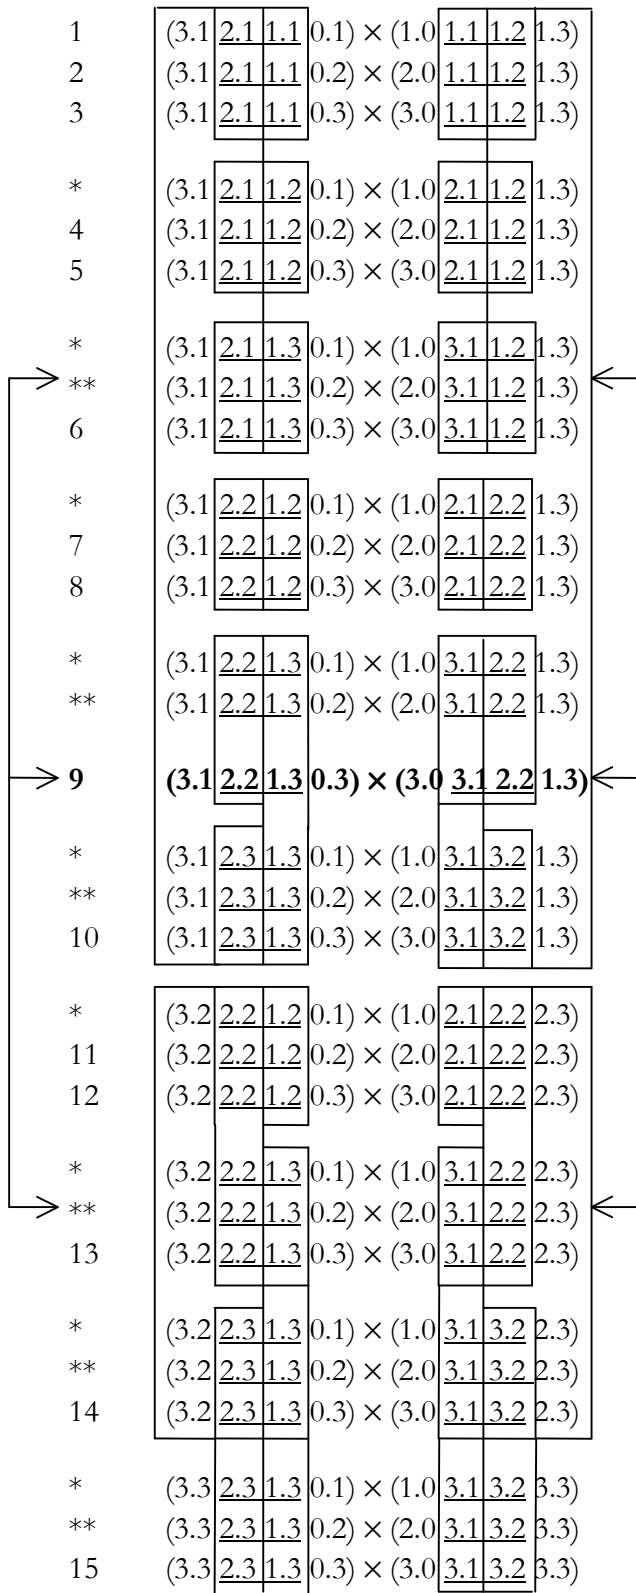 1 (3.1 2.1 1.1 0.1) × (1.0 1.1 1.2 1.3)
2 (3.1 2.1 1.1 0.2) × (2.0 1.1 1.2 1.3)
3 (3.1 2.1 1.1 0.3) × (3.0 1.1 1.2 1.3)
* (3.1 2.1 1.2 0.1) × (1.0 2.1 1.2 1.3)
4 (3.1 2.1 1.2 0.2) × (2.0 2.1 1.2 1.3)
5 (3.1 2.1 1.2 0.3) × (3.0 2.1 1.2 1.3)
* (3.1 2.1 1.3 0.1) × (1.0 3.1 1.2 1.3)
** (3.1 2.1 1.3 0.2) × (2.0 3.1 1.2 1.3)
6 (3.1 2.1 1.3 0.3) × (3.0 3.1 1.2 1.3)
* (3.1 2.2 1.2 0.1) × (1.0 2.1 2.2 1.3)
7 (3.1 2.2 1.2 0.2) × (2.0 2.1 2.2 1.3)
8 (3.1 2.2 1.2 0.3) × (3.0 2.1 2.2 1.3)
* (3.1 2.2 1.3 0.1) × (1.0 3.1 2.2 1.3)
** (3.1 2.2 1.3 0.2) × (2.0 3.1 2.2 1.3)
9 (3.1 2.2 1.3 0.3) × (3.0 3.1 2.2 1.3)
* (3.1 2.3 1.3 0.1) × (1.0 3.1 3.2 1.3)
** (3.1 2.3 1.3 0.2) × (2.0 3.1 3.2 1.3)
10 (3.1 2.3 1.3 0.3) × (3.0 3.1 3.2 1.3)
* (3.2 2.2 1.2 0.1) × (1.0 2.1 2.2 2.3)
11 (3.2 2.2 1.2 0.2) × (2.0 2.1 2.2 2.3)
12 (3.2 2.2 1.2 0.3) × (3.0 2.1 2.2 2.3)
* (3.2 2.2 1.3 0.1) × (1.0 3.1 2.2 2.3)
** (3.2 2.2 1.3 0.2) × (2.0 3.1 2.2 2.3)
13 (3.2 2.2 1.3 0.3) × (3.0 3.1 2.2 2.3)
* (3.2 2.3 1.3 0.1) × (1.0 3.1 3.2 2.3)
** (3.2 2.3 1.3 0.2) × (2.0 3.1 3.2 2.3)
14 (3.2 2.3 1.3 0.3) × (3.0 3.1 3.2 2.3)
* (3.3 2.3 1.3 0.1) × (1.0 3.1 3.2 3.3)
** (3.3 2.3 1.3 0.2) × (2.0 3.1 3.2 3.3)
15 (3.3 2.3 1.3 0.3) × (3.0 3.1 3.2 3.3)